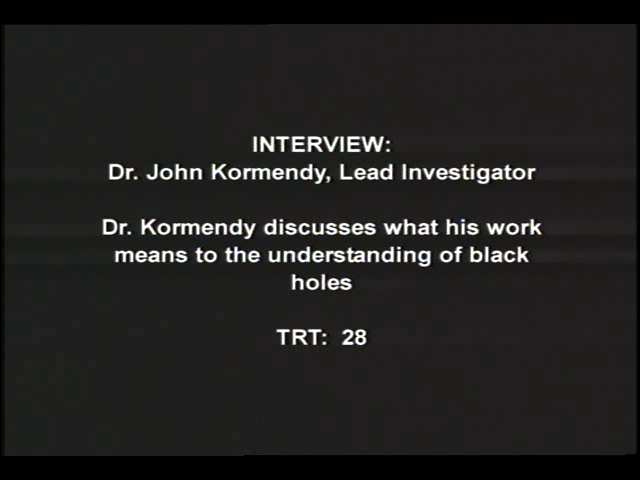 INTERVIEW:
Dr. John Kormendy, Lead Investigator
Dr. Kormendy discusses what his work
means to the understanding of black
holes
TRT:  28